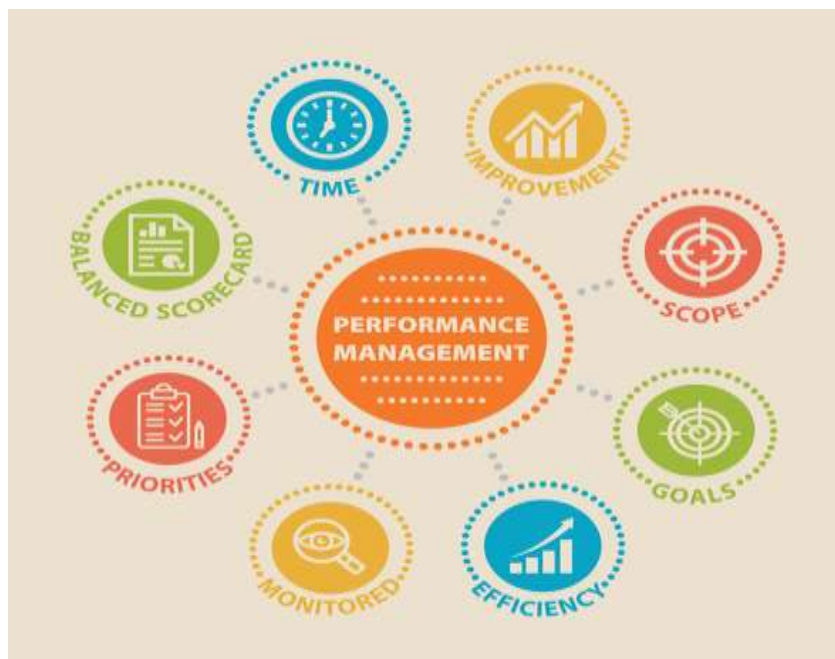 TIME
IMPROVEMENT
BALANCED SCORECARD
SCOPE
PERFORMANCE
MANAGEMENT
PRIORITIES
GOALS
MONITORED
EFFICIENCY